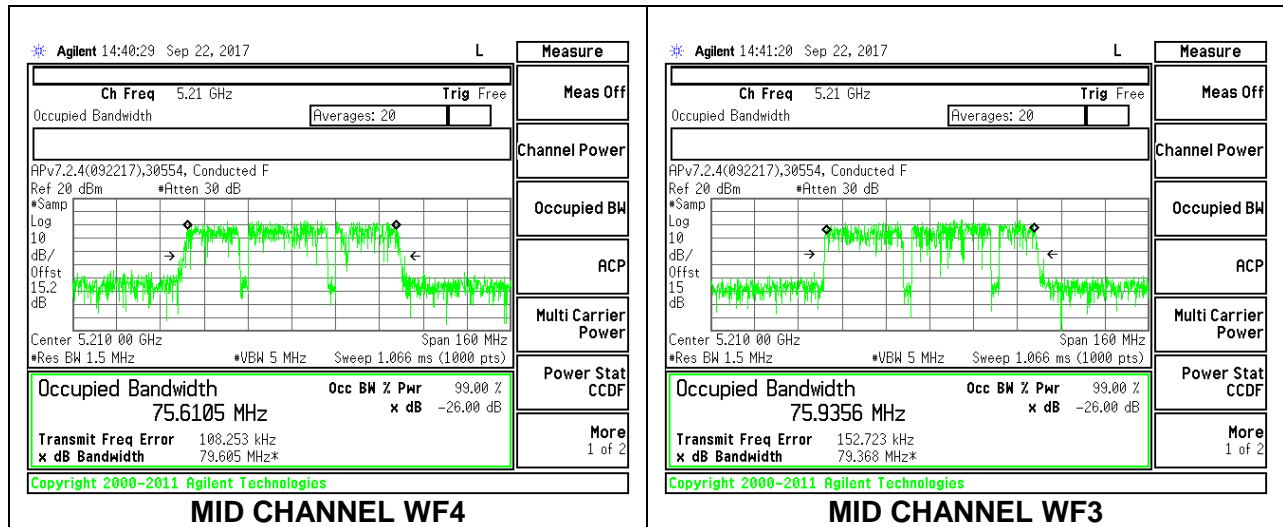 Agilent 14:40:29 Sep 22, 2017 L
Measure
Ch Freq 5.21 GHz Trig Free
Occupied Bandwidth Averages: 20
Meas Off
Channel Power
APv7.2.4(092217),30554, Conducted F
Ref 20 dBm #Atten 30 dB
#Samp
Log
10
dB/
Offst
15.2
dB
Occupied BW
ACP
Multi Carrier
Power
Center 5.210 00 GHz Span 160 MHz
#Res BW 1.5 MHz #VBW 5 MHz Sweep 1.066 ms (1000 pts)
Occupied Bandwidth Occ BW % Pwr 99.00 %
75.6105 MHz x dB -26.00 dB
Transmit Freq Error 108.253 kHz
x dB Bandwidth 79.605 MHz*
Power Stat
CCDF
More
1 of 2
Copyright 2000-2011 Agilent Technologies
MID CHANNEL WF4
Agilent 14:41:20 Sep 22, 2017 L
Measure
Ch Freq 5.21 GHz Trig Free
Occupied Bandwidth Averages: 20
Meas Off
Channel Power
APv7.2.4(092217),30554, Conducted F
Ref 20 dBm #Atten 30 dB
#Samp
Log
10
dB/
Offst
15
dB
Occupied BW
ACP
Multi Carrier
Power
Center 5.210 00 GHz Span 160 MHz
#Res BW 1.5 MHz #VBW 5 MHz Sweep 1.066 ms (1000 pts)
Occupied Bandwidth Occ BW % Pwr 99.00 %
75.9356 MHz x dB -26.00 dB
Transmit Freq Error 152.723 kHz
x dB Bandwidth 79.368 MHz*
Power Stat
CCDF
More
1 of 2
Copyright 2000-2011 Agilent Technologies
MID CHANNEL WF3